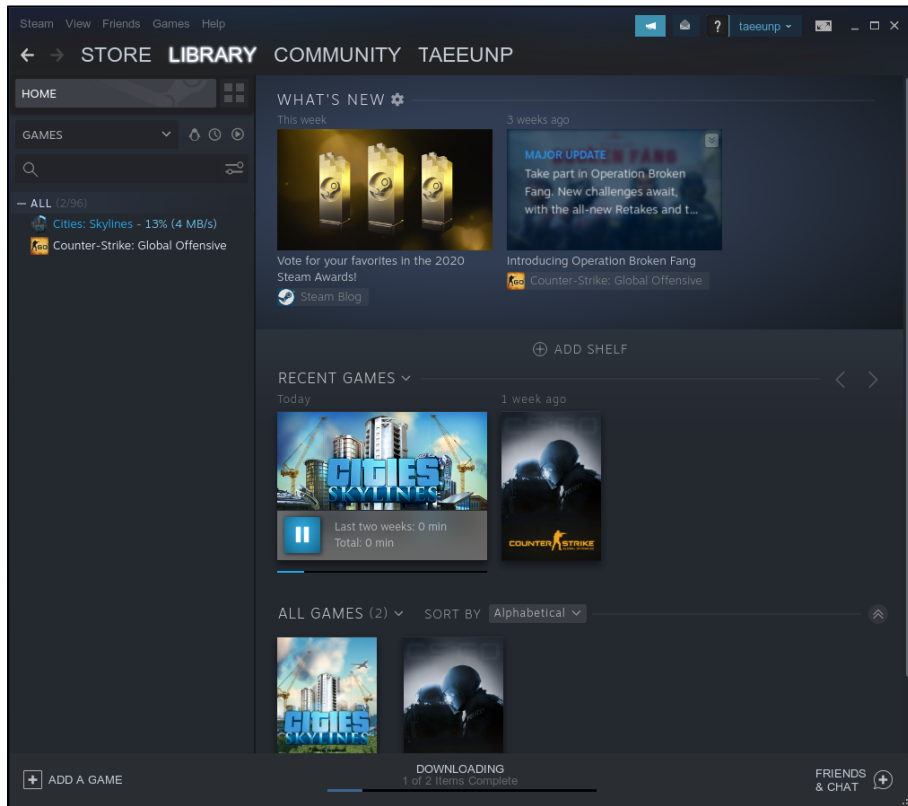 Steam View Friends Games Help
? taeeunp
STORE LIBRARY COMMUNITY TAEEUNP
HOME
GAMES
— ALL (2/96)
Cities: Skylines - 13% (4 MB/s)
Counter-Strike: Global Offensive
WHAT'S NEW
This week
3 weeks ago
MAJOR UPDATE
Take part in Operation Broken
Fang. New challenges await,
with the all-new Retakes and t...
Vote for your favorites in the 2020
Steam Awards!
Steam Blog
Introducing Operation Broken Fang
Counter-Strike: Global Offensive
ADD SHELF
RECENT GAMES
Today
1 week ago
CITIES
SKYLINES
Last two weeks: 0 min
Total: 0 min
COUNTER STRIKE
GLOBAL OFFENSIVE
ALL GAMES (2) SORT BY Alphabetical
CITIES
SKYLINES
ADD A GAME
DOWNLOADING
1 of 2 Items Complete
FRIENDS
& CHAT